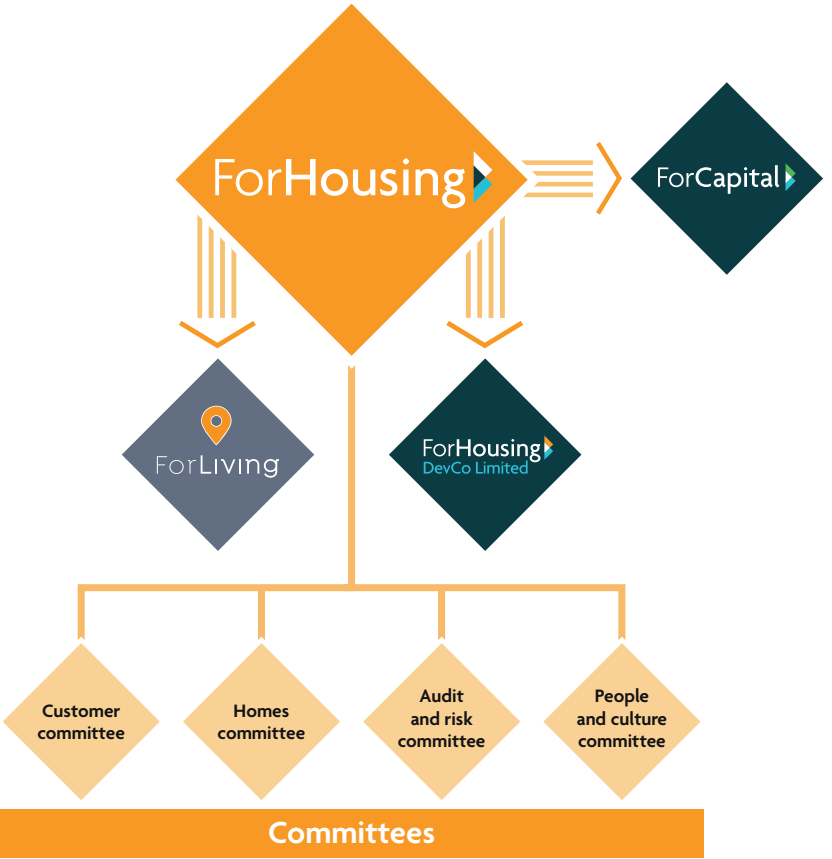 ForHousing
ForCapital
ForLiving
ForHousing
DevCo Limited
Customer
committee
Homes
committee
Audit
and risk
committee
People
and culture
committee
Committees